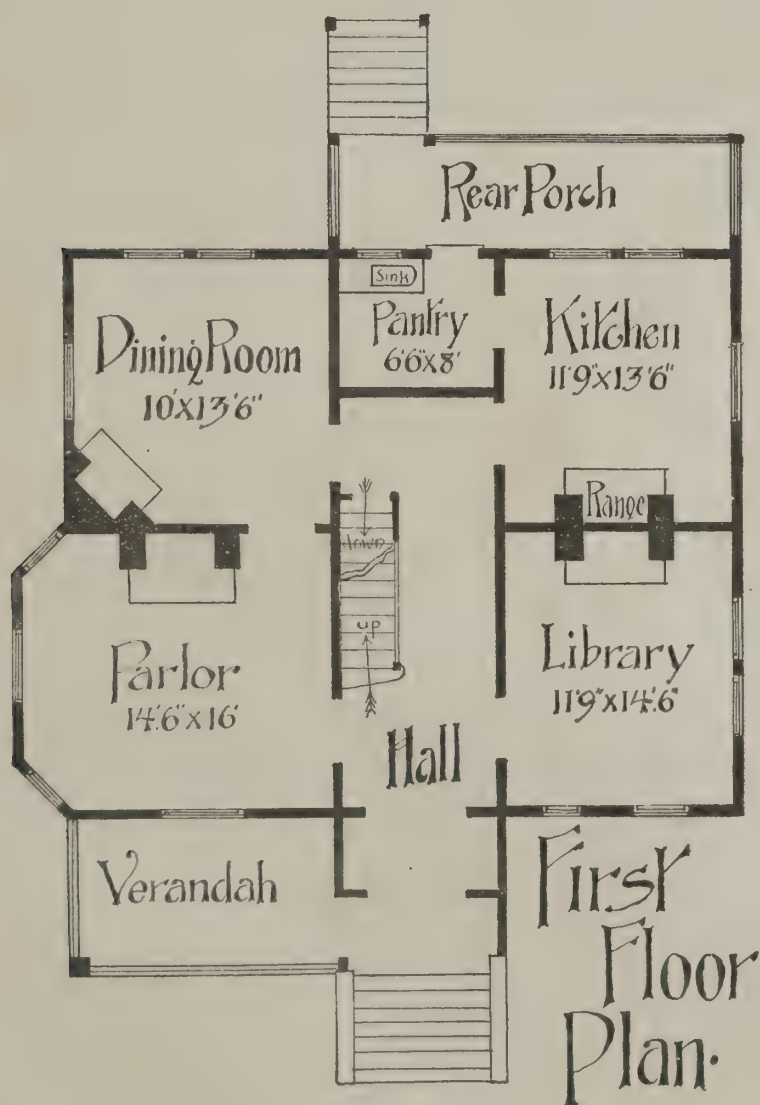 Rear Porch
Sink
Pantry
6'6"X8'
Kitchen
11'9"X13'6"
Dining Room
10'X13'6"
Range
down
up
Parlor
14'6"X16'
Library
11'9"X14'6"
Hall
Verandah
First
Floor
Plan.